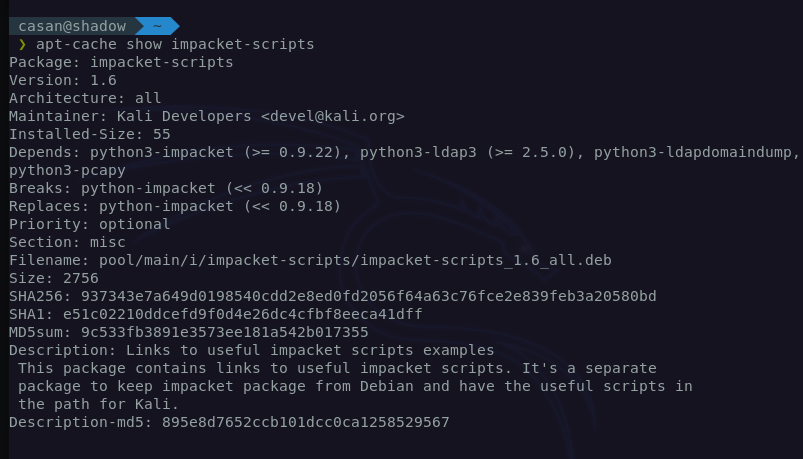 casan@shadow ~
❯ apt-cache show impacket-scripts
Package: impacket-scripts
Version: 1.6
Architecture: all
Maintainer: Kali Developers <devel@kali.org>
Installed-Size: 55
Depends: python3-impacket (>= 0.9.22), python3-ldap3 (>= 2.5.0), python3-ldapdomaindump,
python3-pcapy
Breaks: python-impacket (<< 0.9.18)
Replaces: python-impacket (<< 0.9.18)
Priority: optional
Section: misc
Filename: pool/main/i/impacket-scripts/impacket-scripts_1.6_all.deb
Size: 2756
SHA256: 937343e7a649d0198540cdd2e8ed0fd2056f64a63c76fce2e839feb3a20580bd
SHA1: e51c02210ddcefd9f0d4e26dc4cfbf8eeca41dff
MD5sum: 9c533fb3891e3573ee181a542b017355
Description: Links to useful impacket scripts examples
This package contains links to useful impacket scripts. It's a separate
package to keep impacket package from Debian and have the useful scripts in
the path for Kali.
Description-md5: 895e8d7652ccb101dcc0ca1258529567